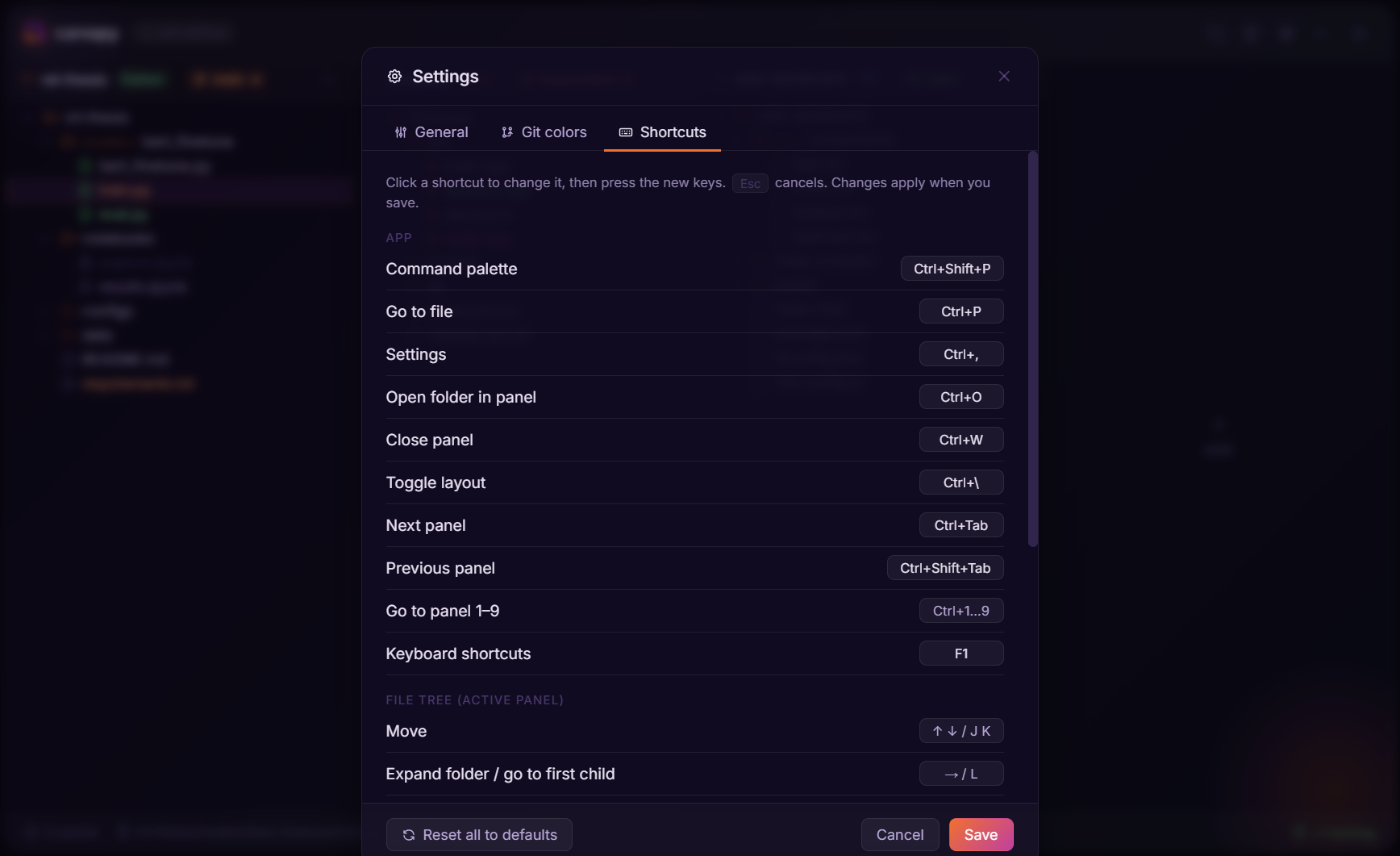 Settings
General
Git colors
Shortcuts
Click a shortcut to change it, then press the new keys. Esc cancels. Changes apply when you
save.
APP
Command palette Ctrl+Shift+P
Go to file Ctrl+P
Settings Ctrl+,
Open folder in panel Ctrl+O
Close panel Ctrl+W
Toggle layout Ctrl+\
Next panel Ctrl+Tab
Previous panel Ctrl+Shift+Tab
Go to panel 1–9 Ctrl+1…9
Keyboard shortcuts F1
FILE TREE (ACTIVE PANEL)
Move ↑ ↓ / J K
Expand folder / go to first child → / L
Reset all to defaults
Cancel
Save